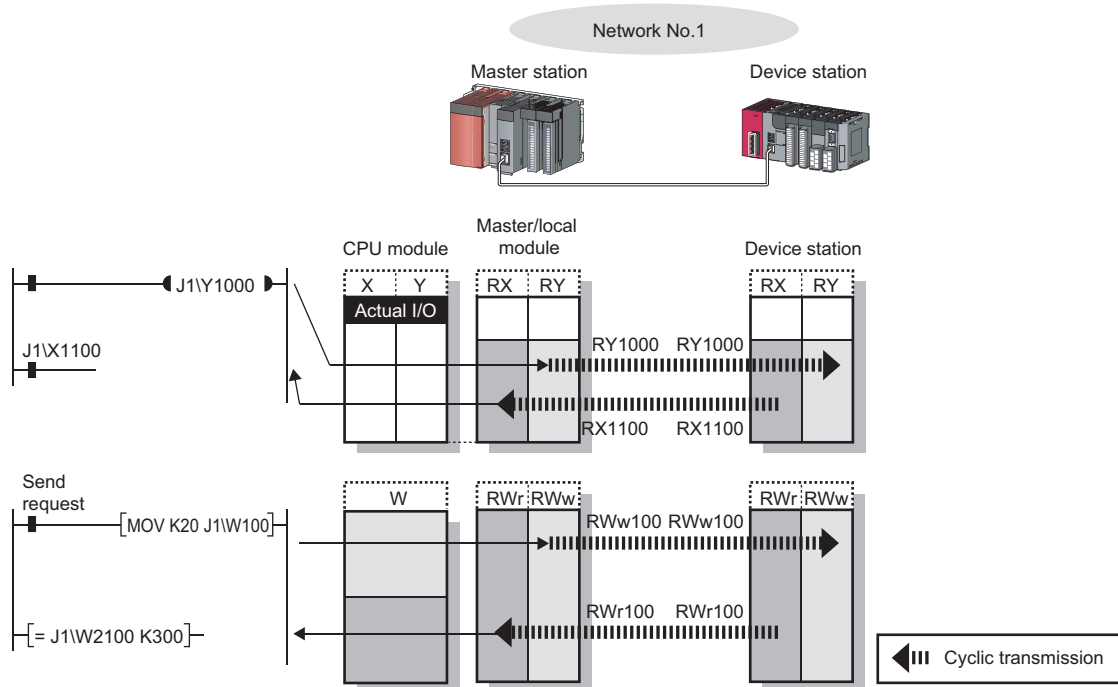 Network No.1
Master station
Device station
CPU module
Master/local
module
Device station
X Y
RX RY
RX RY
Actual I/O
J1\Y1000
J1\X1100
RY1000 RY1000
RX1100 RX1100
Send
request
W
RWr RWw
RWr RWw
MOV K20 J1\W100
RWw100 RWw100
= J1\W2100 K300
RWr100 RWr100
Cyclic transmission